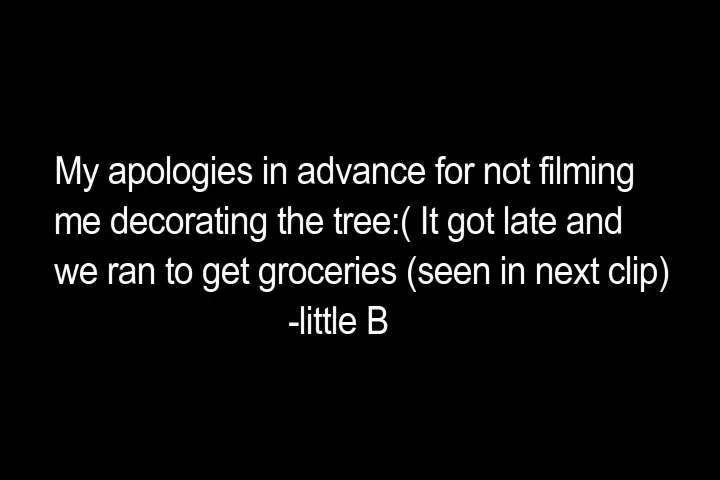 My apologies in advance for not filming
me decorating the tree:( It got late and
we ran to get groceries (seen in next clip)
-little B